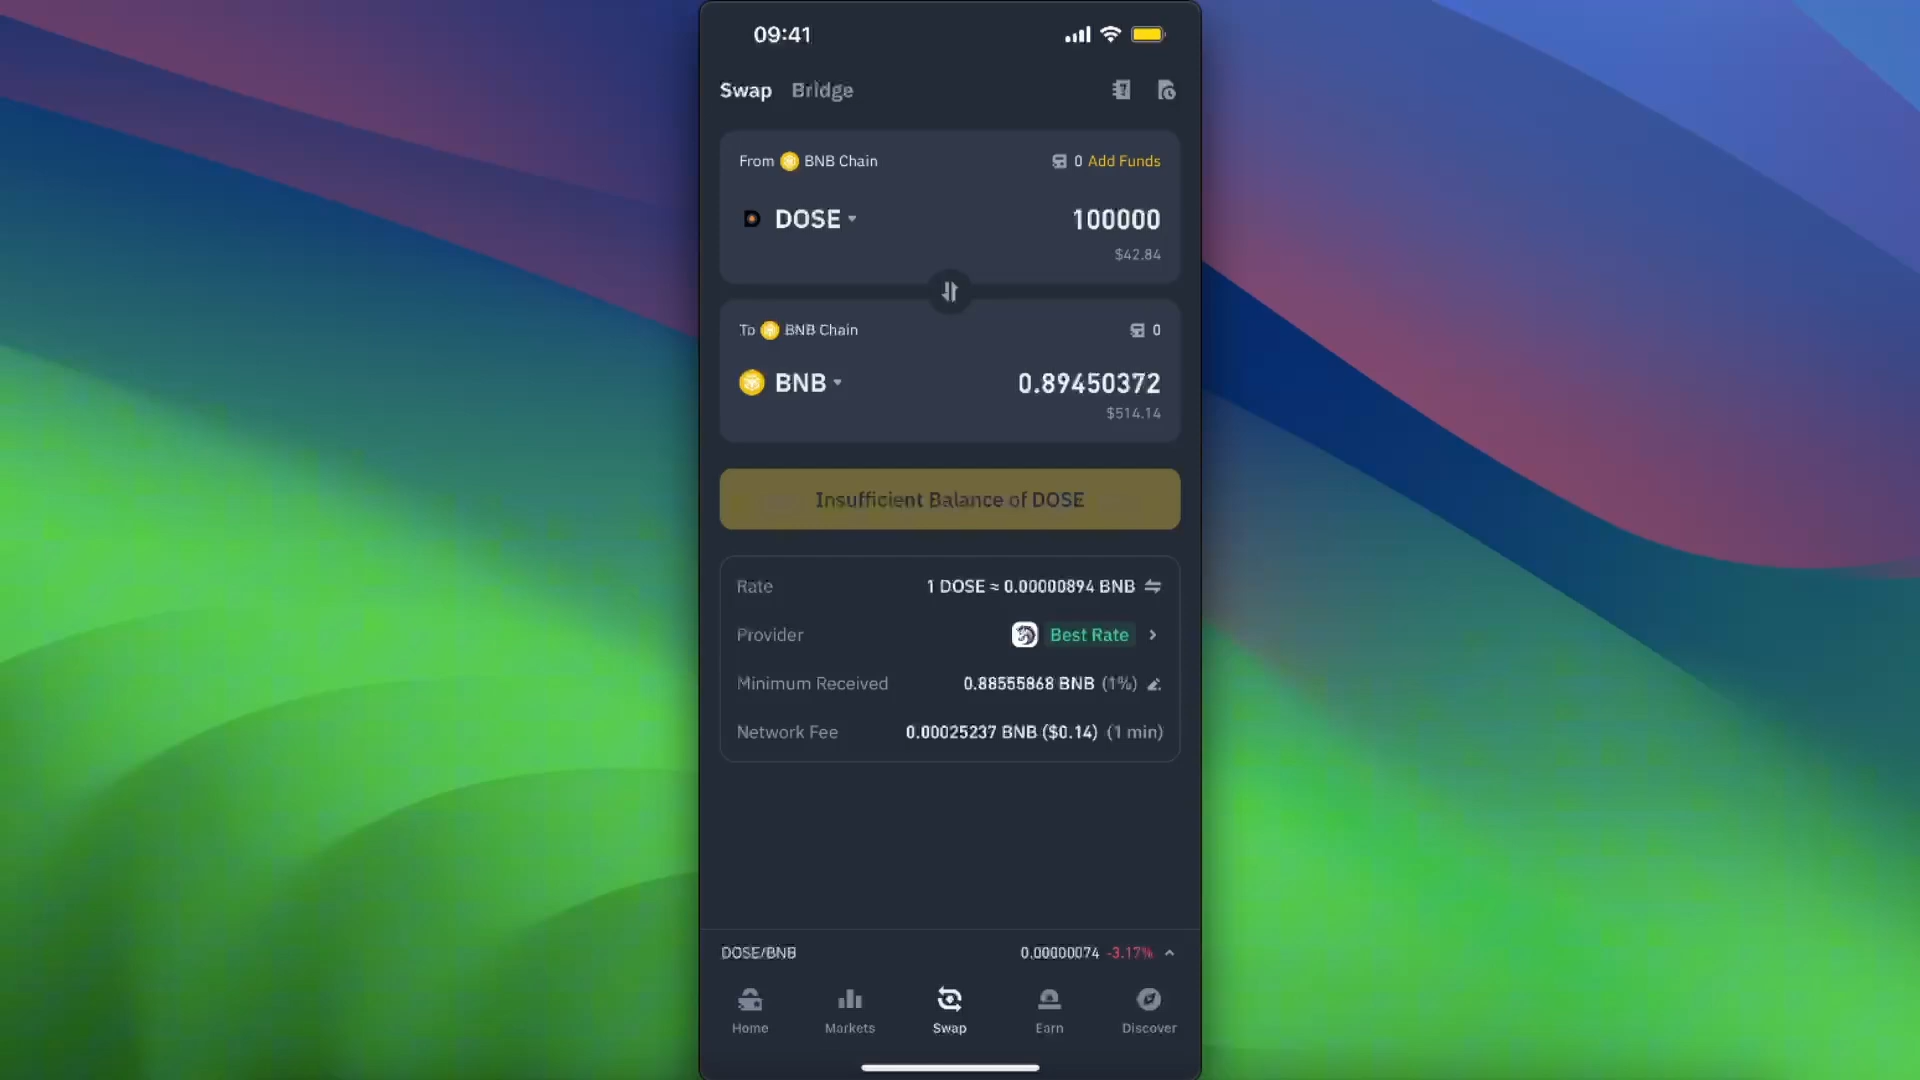 09:41
Swap Bridge
From BNB Chain 0 Add Funds
DOSE 100000
$42.84
To BNB Chain 0
BNB 0.89450372
$514.14
Insufficient Balance of DOSE
Rate 1 DOSE ≈ 0.00000894 BNB
Provider Best Rate
Minimum Received 0.88555868 BNB (1%)
Network Fee 0.00025237 BNB ($0.14) (1 min)
DOSE/BNB 0.00000074 -3.17%
Home Markets Swap Earn Discover